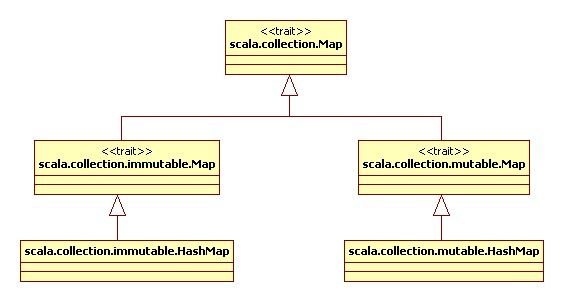 <<trait>>
scala.collection.Map
<<trait>>
scala.collection.immutable.Map
<<trait>>
scala.collection.mutable.Map
scala.collection.immutable.HashMap
scala.collection.mutable.HashMap